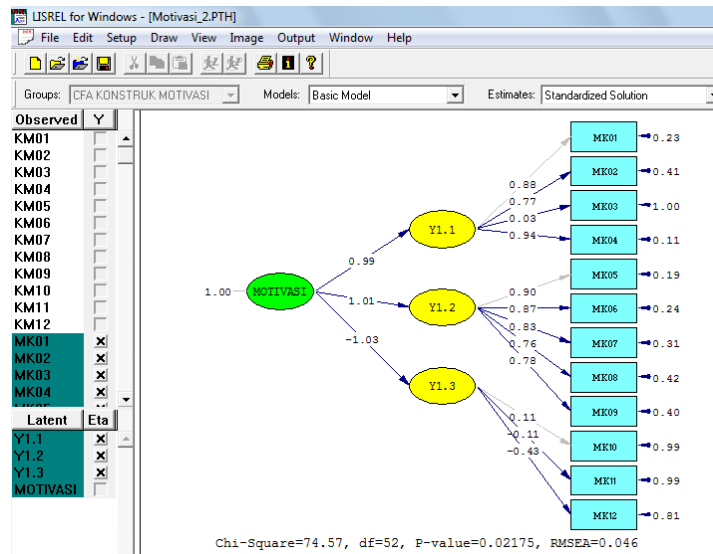 LISREL for Windows - [Motivasi_2.PTH]
File Edit Setup Draw View Image Output Window Help
Groups: CFA KONSTRUK MOTIVASI Models: Basic Model Estimates: Standardized Solution
Observed Y
KM01
KM02
KM03
KM04
KM05
KM06
KM07
KM08
KM09
KM10
KM11
KM12
MK01
MK02
MK03
MK04
Latent Eta
Y1.1
Y1.2
Y1.3
MOTIVASI
1.00
MOTIVASI
0.99
1.01
-1.03
Y1.1
Y1.2
Y1.3
0.88
0.77
0.03
0.94
0.90
0.87
0.83
0.76
0.78
0.11
-0.11
-0.43
MK01 0.23
MK02 0.41
MK03 1.00
MK04 0.11
MK05 0.19
MK06 0.24
MK07 0.31
MK08 0.42
MK09 0.40
MK10 0.99
MK11 0.99
MK12 0.81
Chi-Square=74.57, df=52, P-value=0.02175, RMSEA=0.046